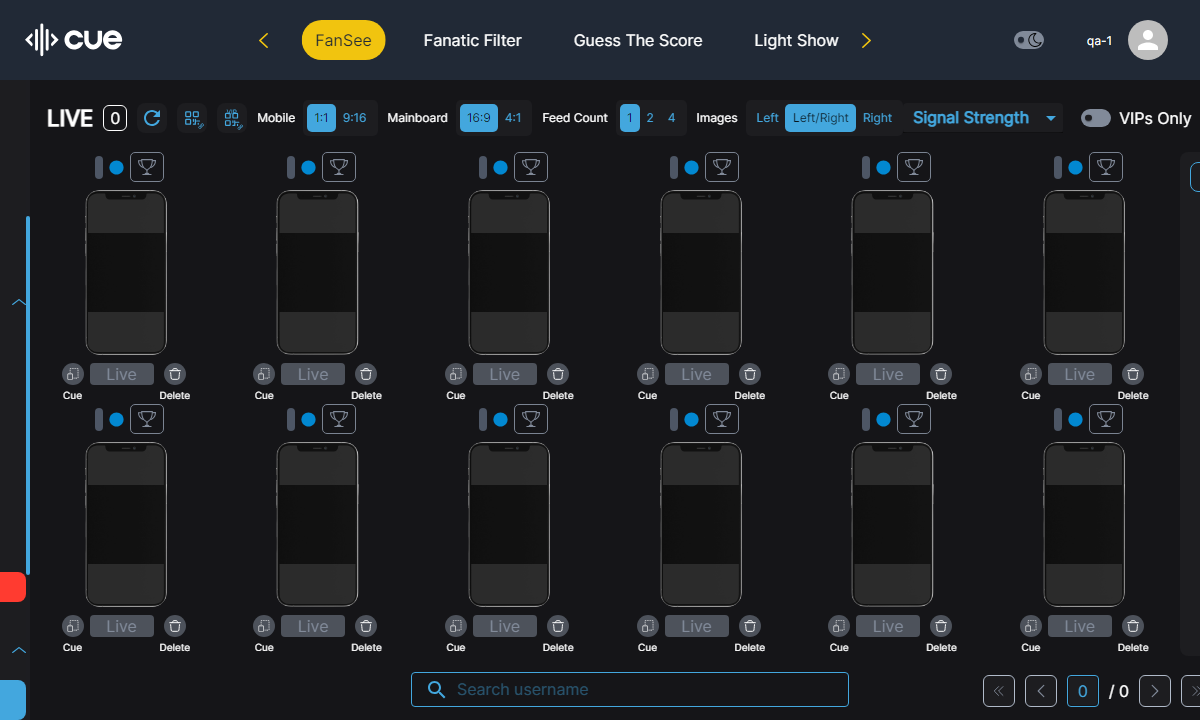 cue
FanSee Fanatic Filter Guess The Score Light Show
qa-1
LIVE 0 Mobile 1:1 9:16 Mainboard 16:9 4:1 Feed Count 1 2 4 Images Left Left/Right Right Signal Strength VIPs Only
VIP
Live Live Live Live Live Live
Cue Delete Cue Delete Cue Delete Cue Delete Cue Delete Cue Delete
Live Live Live Live Live Live
Cue Delete Cue Delete Cue Delete Cue Delete Cue Delete Cue Delete
Search username
0 / 0